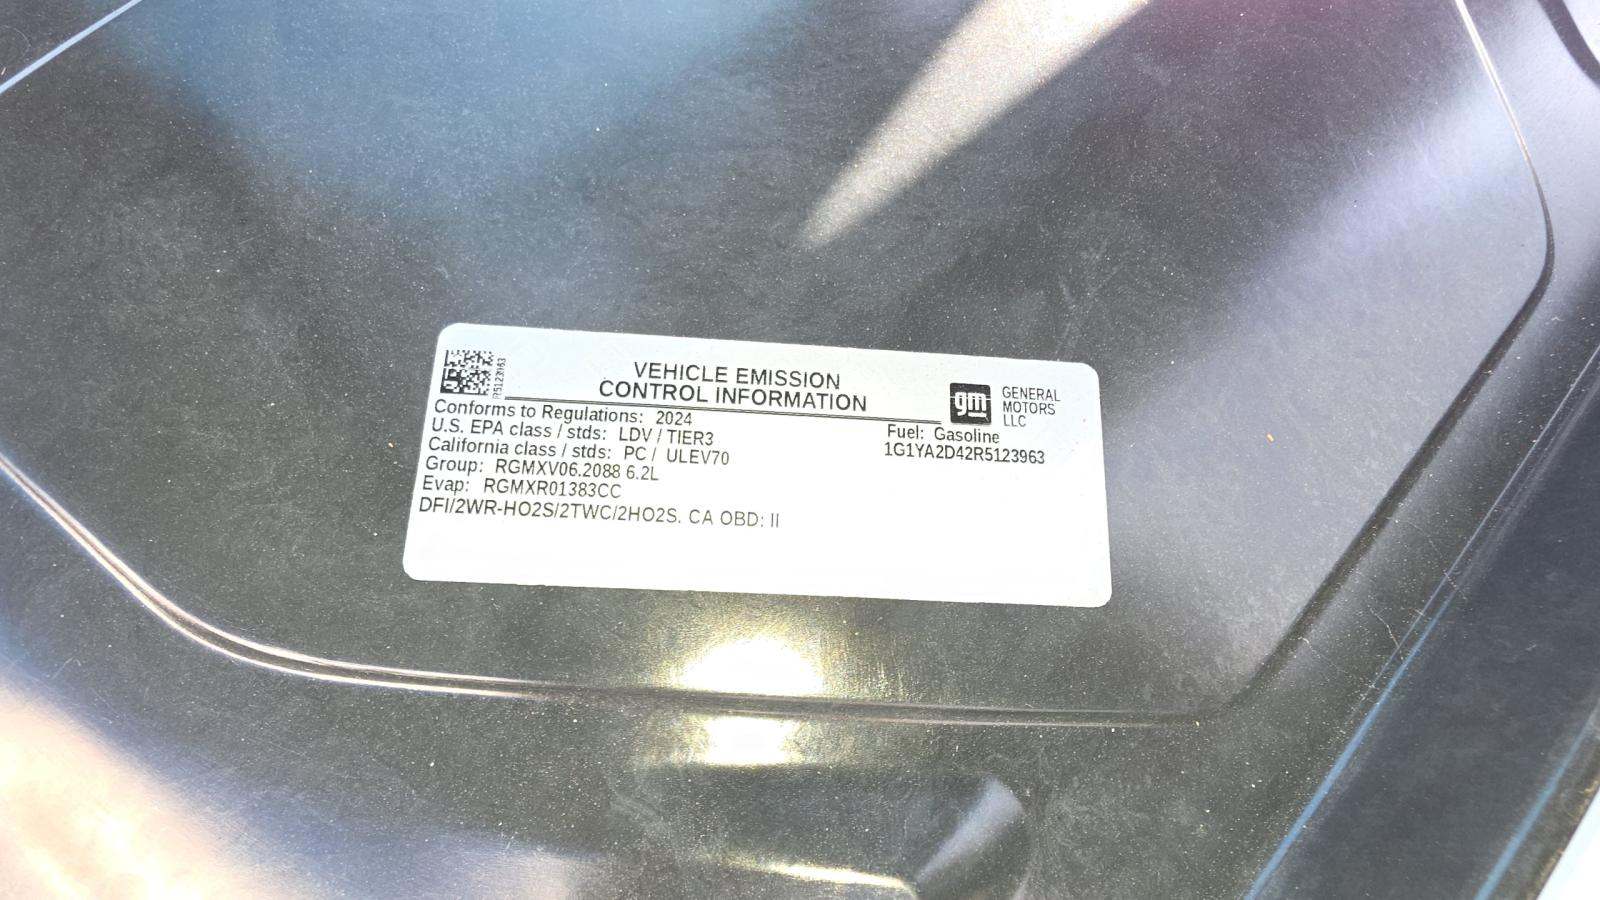 R5123963
VEHICLE EMISSION
CONTROL INFORMATION
gm
GENERAL
MOTORS
LLC
Conforms to Regulations: 2024
U.S. EPA class / stds: LDV / TIER3
California class / stds: PC / ULEV70
Group: RGMXV06.2088 6.2L
Evap: RGMXR01383CC
DFI/2WR-HO2S/2TWC/2HO2S. CA OBD: II
Fuel: Gasoline
1G1YA2D42R5123963